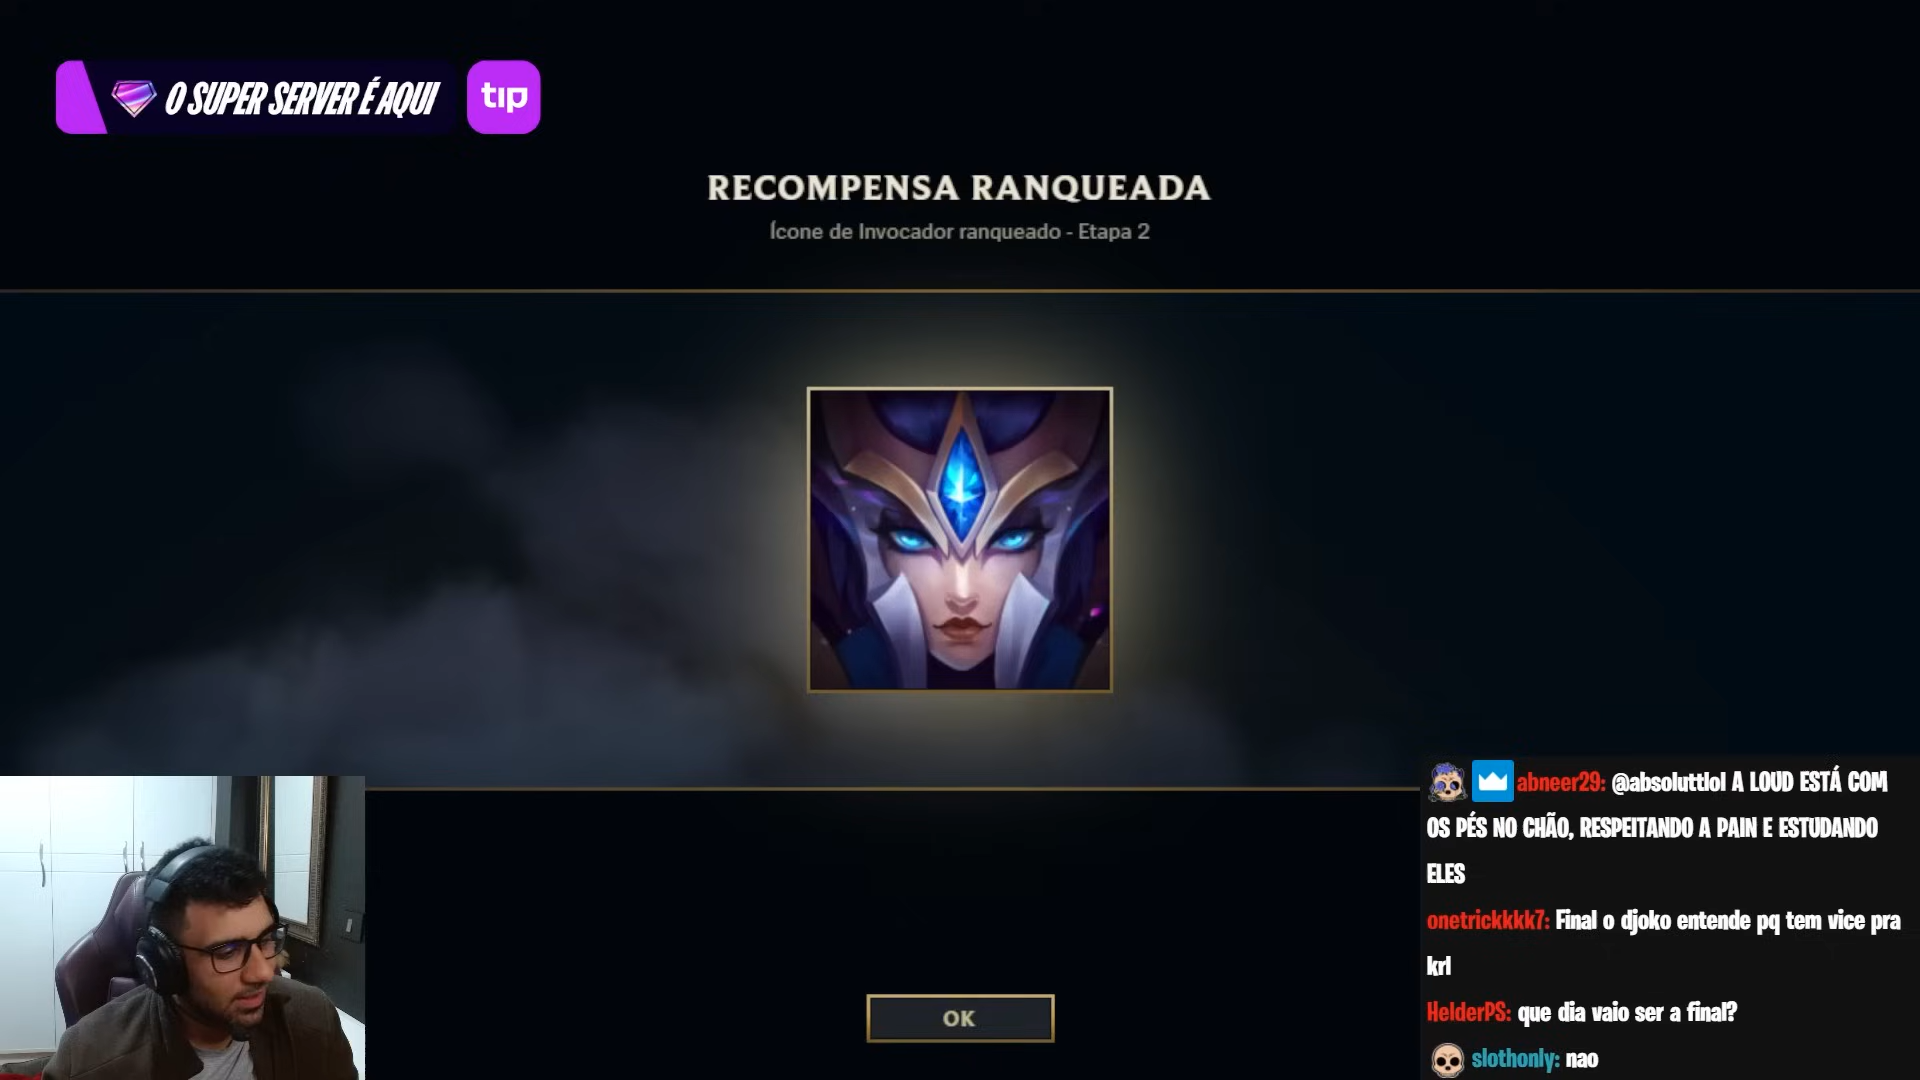 O SUPER SERVER É AQUI
tip
RECOMPENSA RANQUEADA
Ícone de Invocador ranqueado - Etapa 2
abneer29: @absoluttlol A LOUD ESTÁ COM
OS PÉS NO CHÃO, RESPEITANDO A PAIN E ESTUDANDO
ELES
onetrickkkk7: Final o djoko entende pq tem vice pra
krl
HelderPS: que dia vaio ser a final?
slothonly: nao
OK